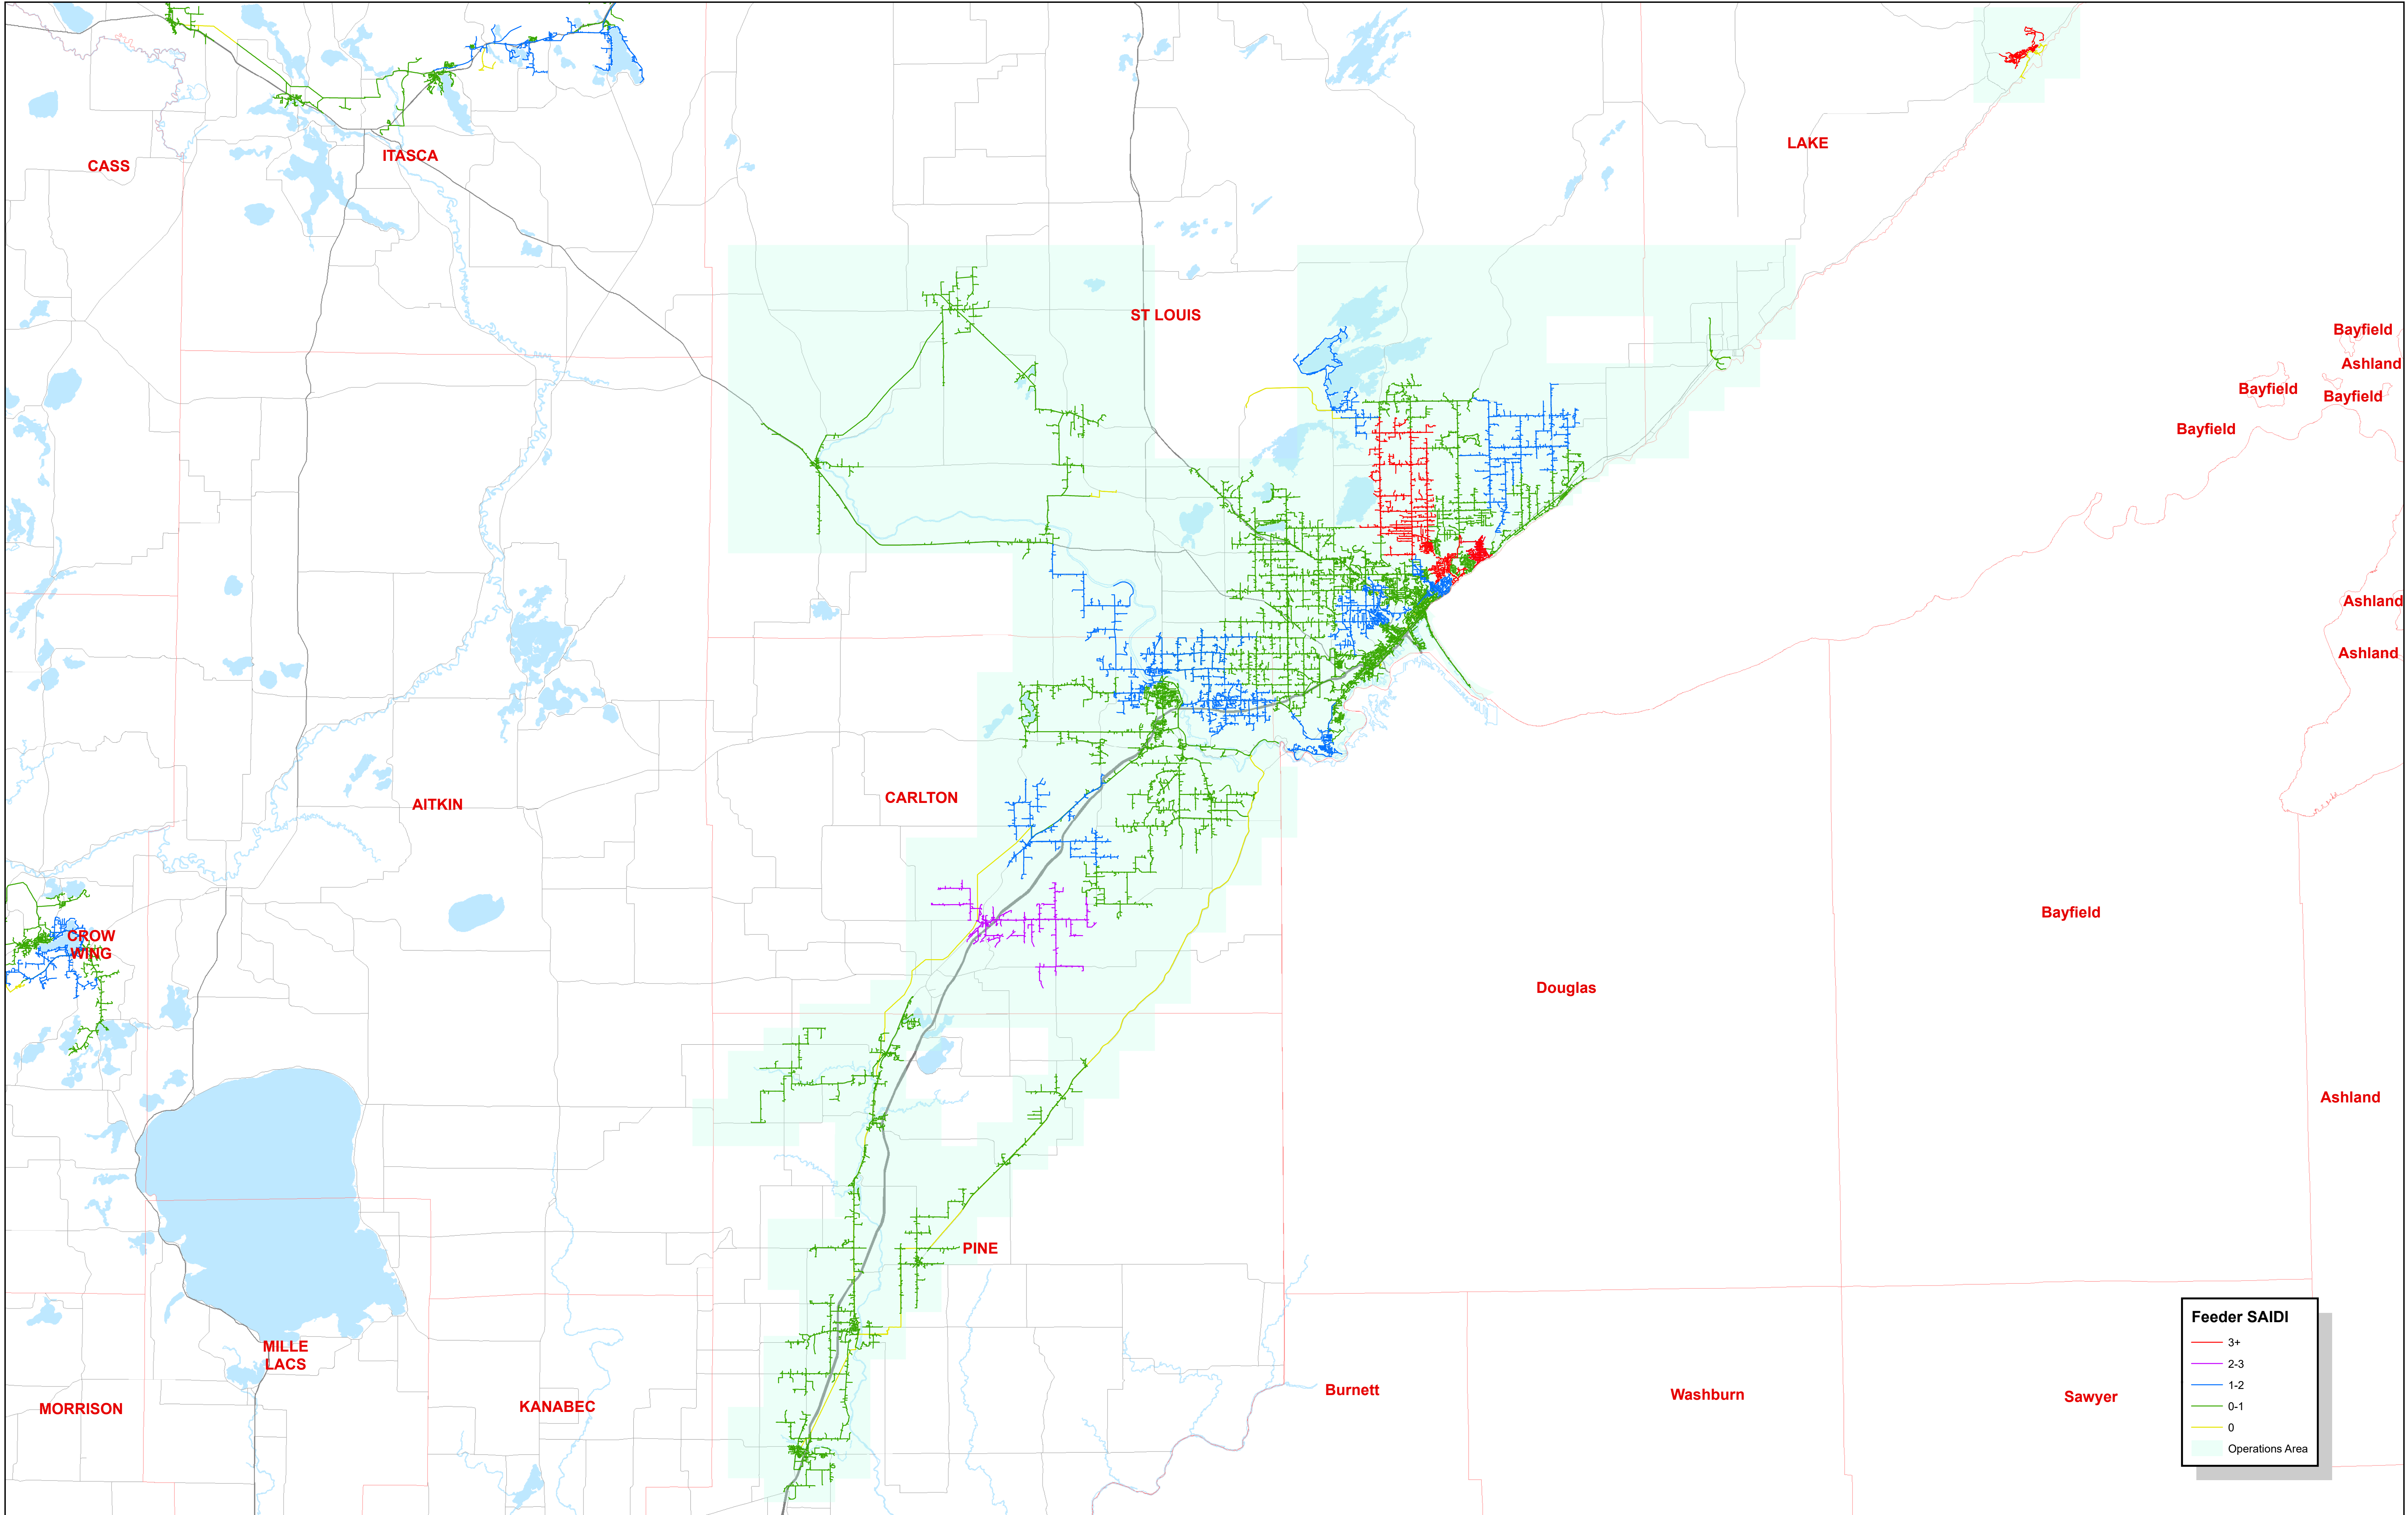 LAKE
ITASCA
CASS
ST LOUIS
Bayfield
Ashland
Bayfield
Bayfield
Bayfield
Ashland
Ashland
CARLTON
AITKIN
Bayfield
CROW
WING
Douglas
Ashland
PINE
MILLE
LACS
Burnett
Washburn
Sawyer
KANABEC
MORRISON
Feeder SAIDI
3+
2-3
1-2
0-1
0
Operations Area